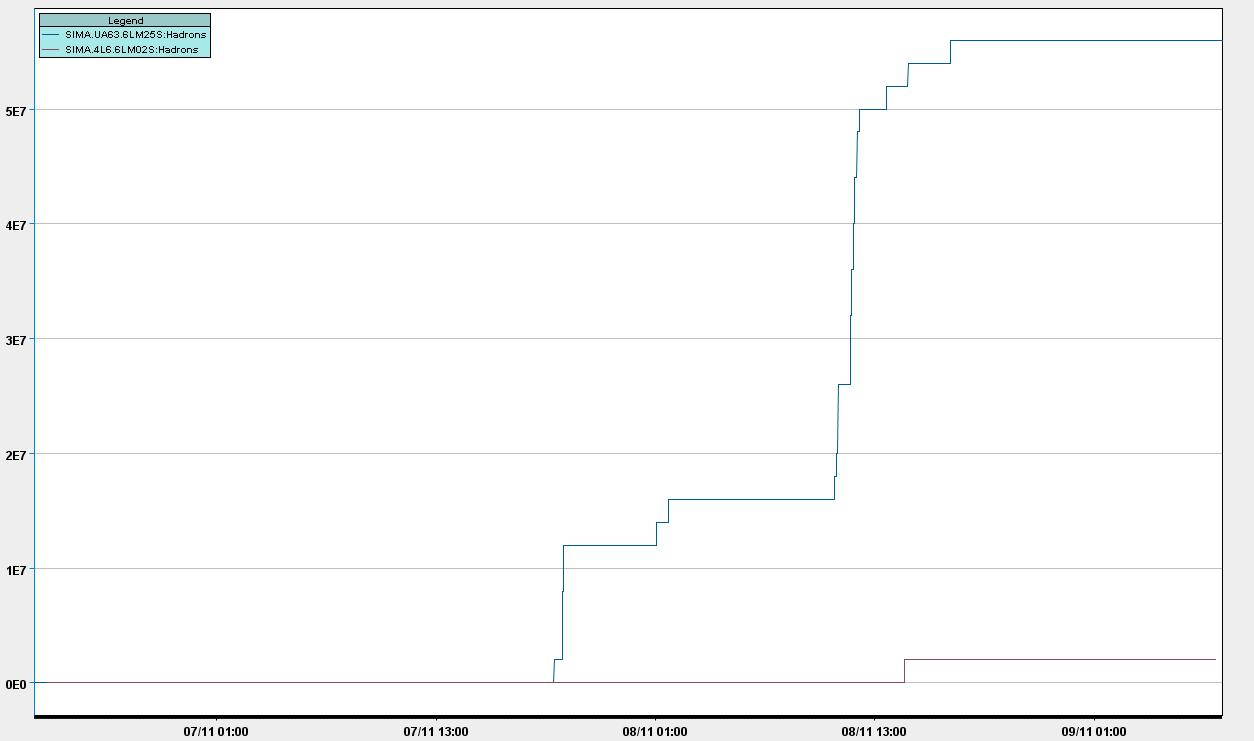 Legend
SIMA.UA63.6LM25S:Hadrons
SIMA.4L6.6LM02S:Hadrons
5E7
4E7
3E7
2E7
1E7
0E0
07/11 01:00 07/11 13:00 08/11 01:00 08/11 13:00 09/11 01:00